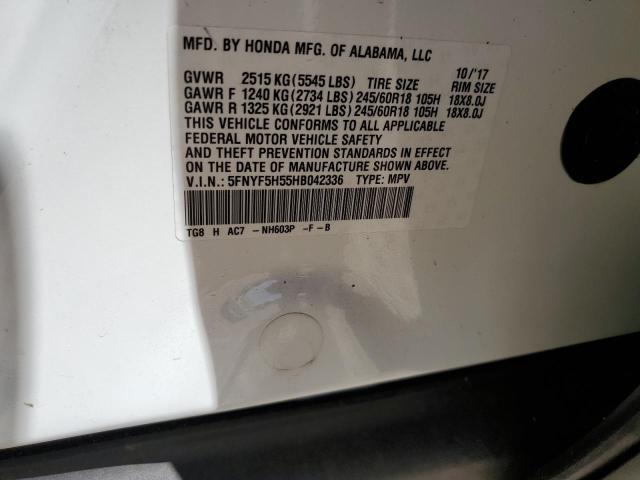 MFD. BY HONDA MFG. OF ALABAMA, LLC
10/'17
GVWR 2515 KG(5545 LBS) TIRE SIZE RIM SIZE
GAWR F 1240 KG(2734 LBS) 245/60R18 105H 18X8.0J
GAWR R 1325 KG(2921 LBS) 245/60R18 105H 18X8.0J
THIS VEHICLE CONFORMS TO ALL APPLICABLE
FEDERAL MOTOR VEHICLE SAFETY
AND THEFT PREVENTION STANDARDS IN EFFECT
ON THE DATE OF MANUFACTURE SHOWN ABOVE.
V.I.N.: 5FNYF5H55HB042336 TYPE: MPV
TG8 H AC7 -NH603P -F -B